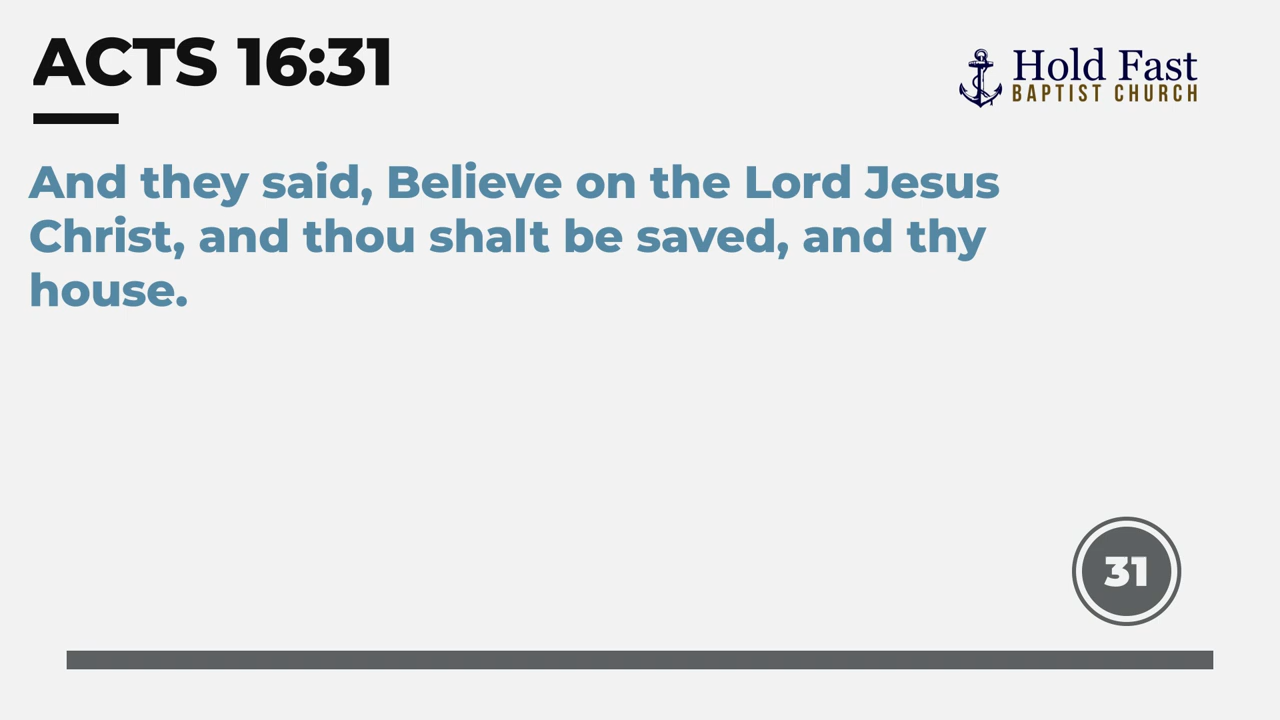 ACTS 16:31
Hold Fast
BAPTIST CHURCH
And they said, Believe on the Lord Jesus
Christ, and thou shalt be saved, and thy
house.
31